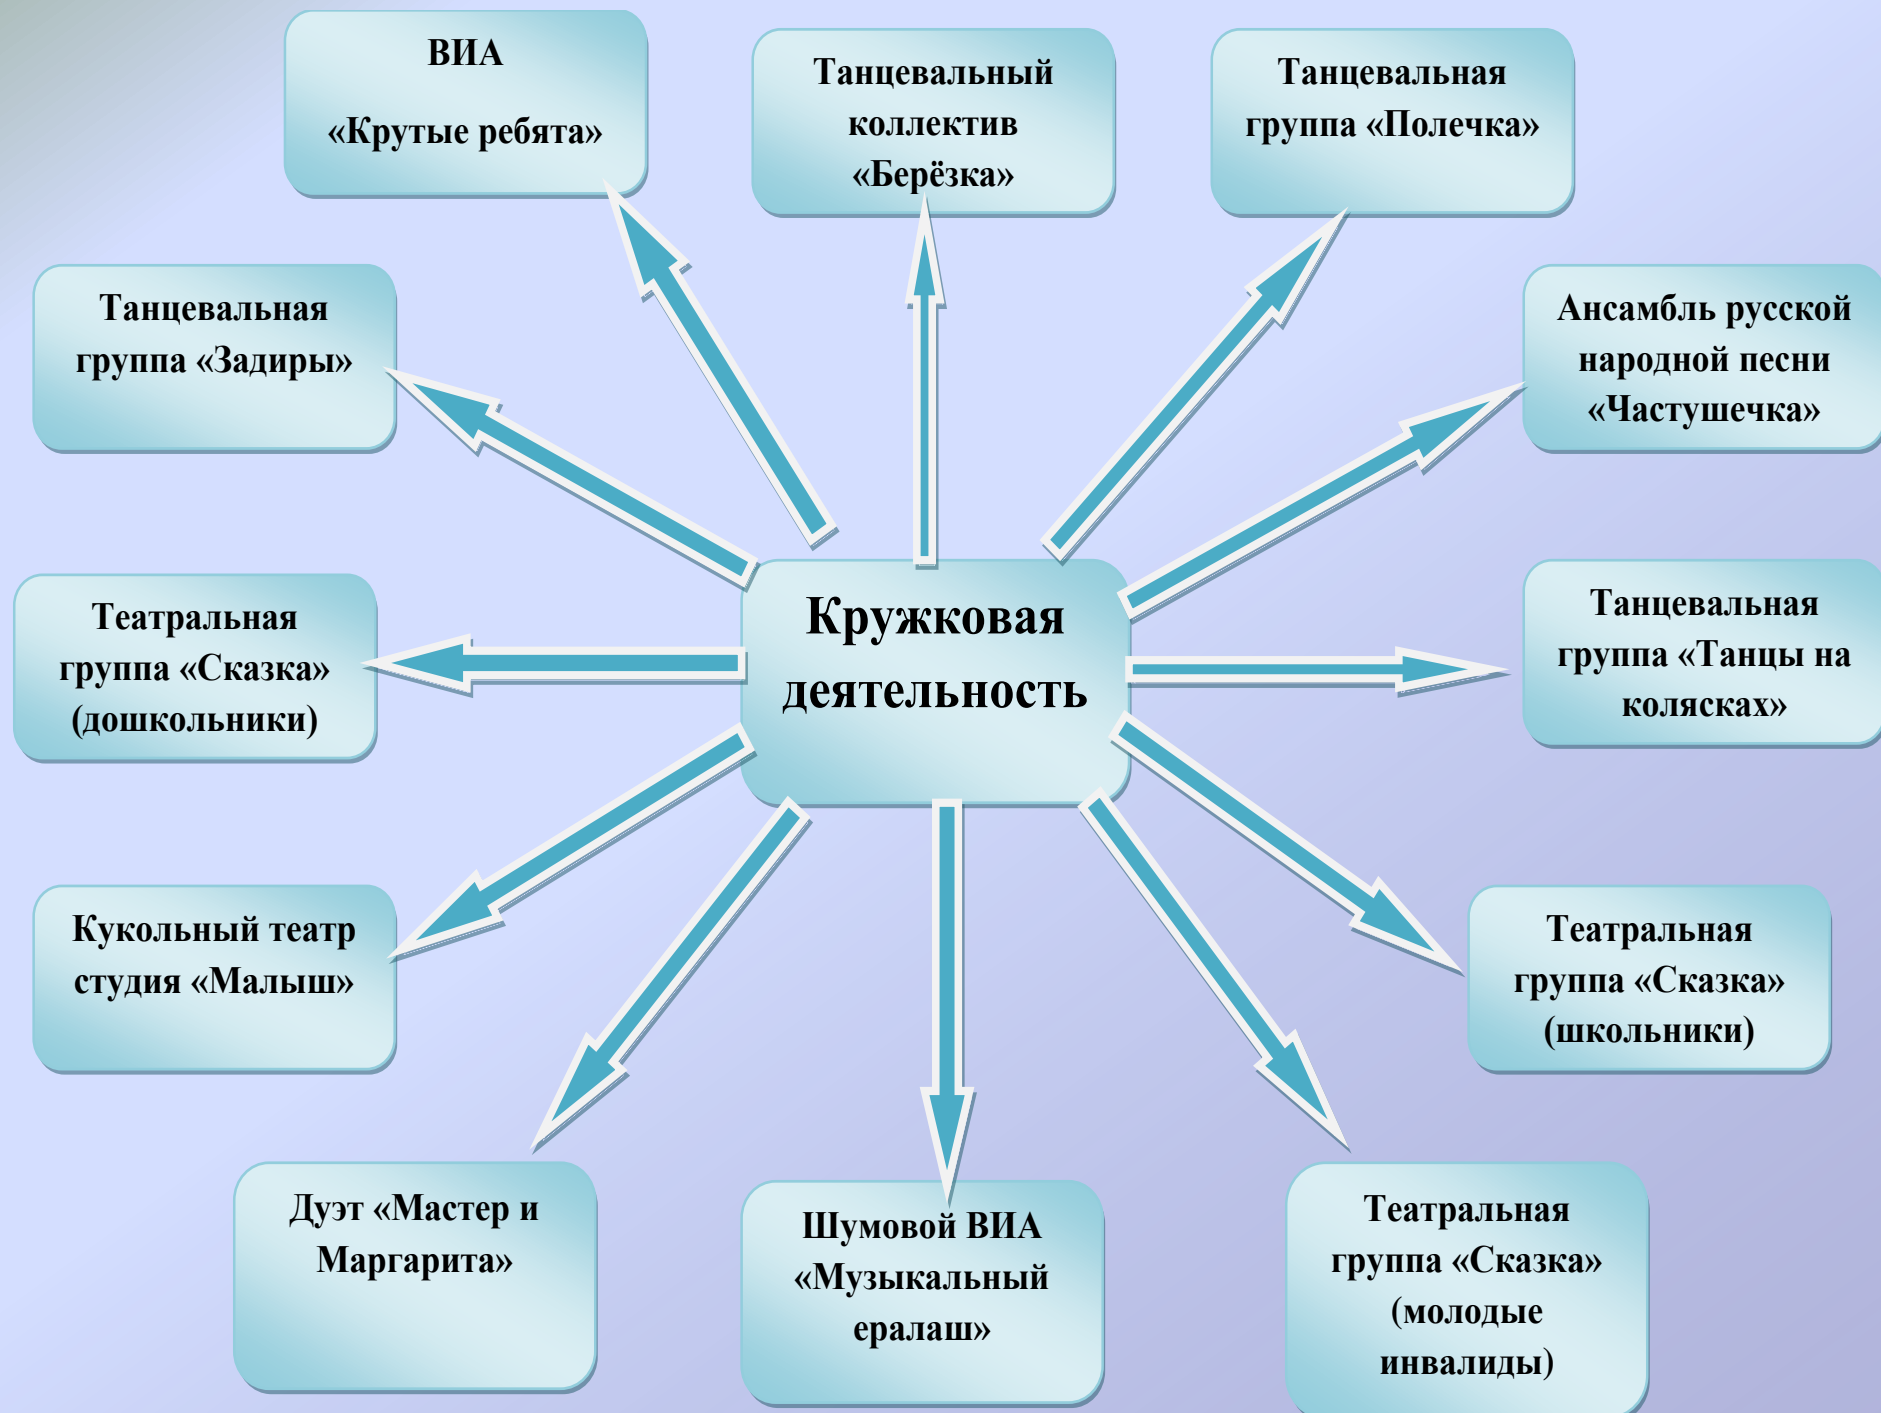 ВИА
«Крутые ребята»
Танцевальный
коллектив
«Берёзка»
Танцевальная
группа «Полечка»
Танцевальная
группа «Задиры»
Ансамбль русской
народной песни
«Частушечка»
Театральная
группа «Сказка»
(дошкольники)
Кружковая
деятельность
Танцевальная
группа «Танцы на
колясках»
Кукольный театр
студия «Малыш»
Театральная
группа «Сказка»
(школьники)
Дуэт «Мастер и
Маргарита»
Шумовой ВИА
«Музыкальный
ералаш»
Театральная
группа «Сказка»
(молодые
инвалиды)